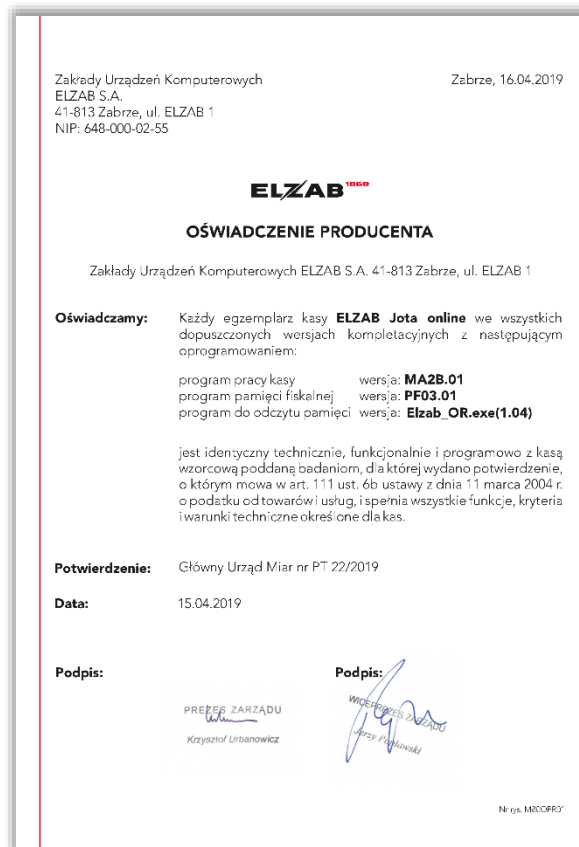 Zakłady Urządzeń Komputerowych
ELZAB S.A.
41-813 Zabrze, ul. ELZAB 1
NIP: 648-000-02-55
Zabrze, 16.04.2019
ELZAB 1969
OŚWIADCZENIE PRODUCENTA
Zakłady Urządzeń Komputerowych ELZAB S.A. 41-813 Zabrze, ul. ELZAB 1
Oświadczamy: Każdy egzemplarz kasy ELZAB Jota online we wszystkich
dopuszczonych wersjach kompletacyjnych z następującym
oprogramowaniem:
program pracy kasy wersja: MA2B.01
program pamięci fiskalnej wersja: PF03.01
program do odczytu pamięci wersja: Elzab_OR.exe(1.04)
jest identyczny technicznie, funkcjonalnie i programowo z kasą
wzorcową poddaną badaniom, dla której wydano potwierdzenie,
o którym mowa w art. 111 ust. 6b ustawy z dnia 11 marca 2004 r.
o podatku od towarów i usług, i spełnia wszystkie funkcje, kryteria
i warunki techniczne określone dla kas.
Potwierdzenie: Główny Urząd Miar nr PT 22/2019
Data: 15.04.2019
Podpis: Podpis:
PREZES ZARZĄDU
Krzysztof Urbanowicz
WICEPREZES ZARZĄDU
Jerzy Popławski
Nr rys. M80OPR01